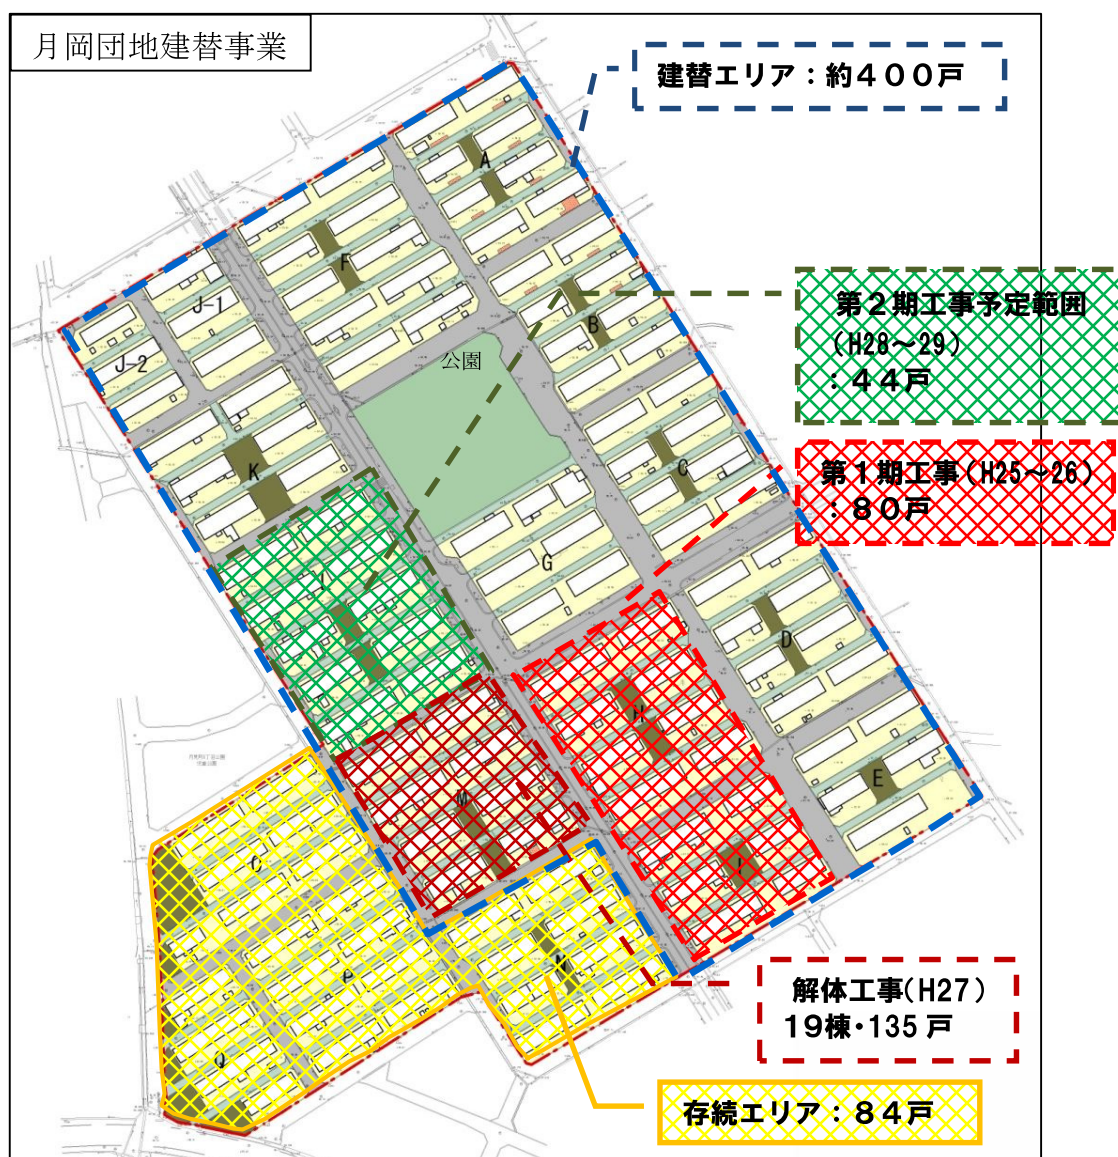 月岡団地建替事業
建替エリア：約４００戸
第２期工事予定範囲
（H28～29）
：４４戸
第１期工事（H25～26）
：８０戸
解体工事（H27）
19棟・135戸
存続エリア：８４戸
公園
A
B
C
D
E
F
G
H
J-1
J-2
K
M
N
O
P
Q